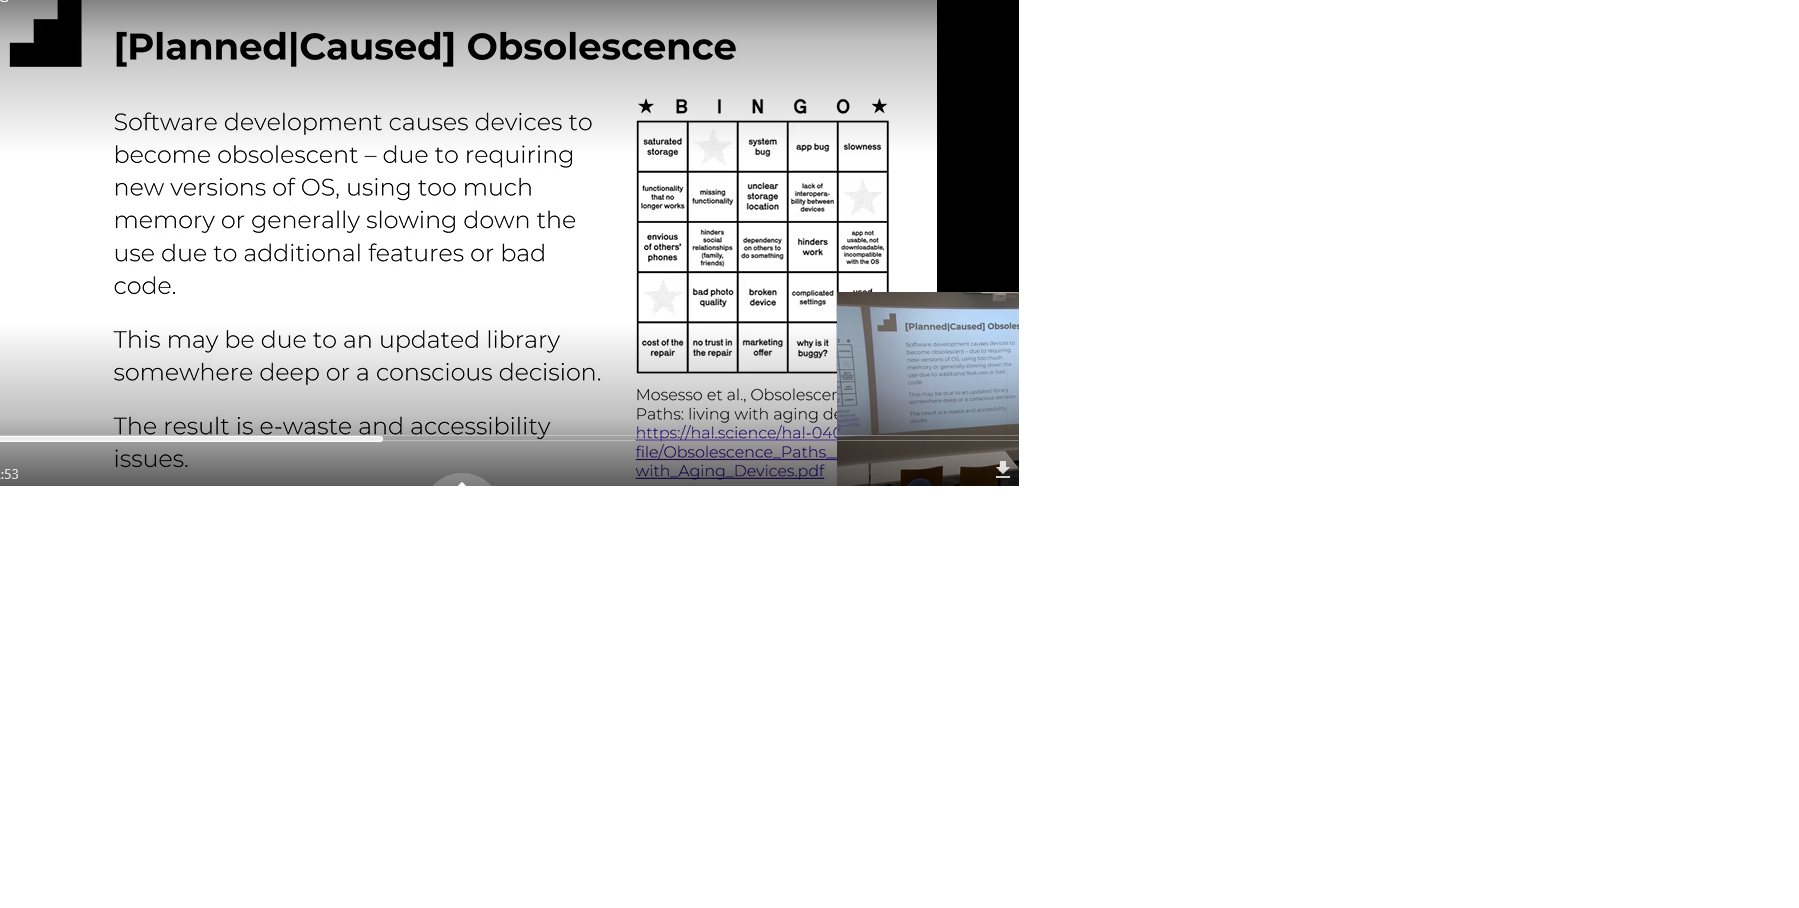 [Planned|Caused] Obsolescence
Software development causes devices to
become obsolescent – due to requiring
new versions of OS, using too much
memory or generally slowing down the
use due to additional features or bad
code.
This may be due to an updated library
somewhere deep or a conscious decision.
The result is e-waste and accessibility
issues.
★ B I N G O ★
saturated
storage
system
bug
app bug
slowness
functionality
that no
longer works
missing
functionality
unclear
storage
location
lack of
interopera-
bility between
devices
envious
of others'
phones
hinders
social
relationships
(family,
friends)
dependency
on others to
do something
hinders
work
app not
usable, not
downloadable,
incompatible
with the OS
bad photo
quality
broken
device
complicated
settings
used
cost of the
repair
no trust in
the repair
marketing
offer
why is it
buggy?
Mosesso et al., Obsolescen
Paths: living with aging de
https://hal.science/hal-040
file/Obsolescence_Paths_
with_Aging_Devices.pdf
:53
[Planned|Caused] Obsoles
Software development causes devices to
become obsolescent – due to requiring
new versions of OS, using too much
memory or generally slowing down the
use due to additional features or bad
code.
This may be due to an updated library
somewhere deep or a conscious decision
The result is e-waste and accessibility
issues.